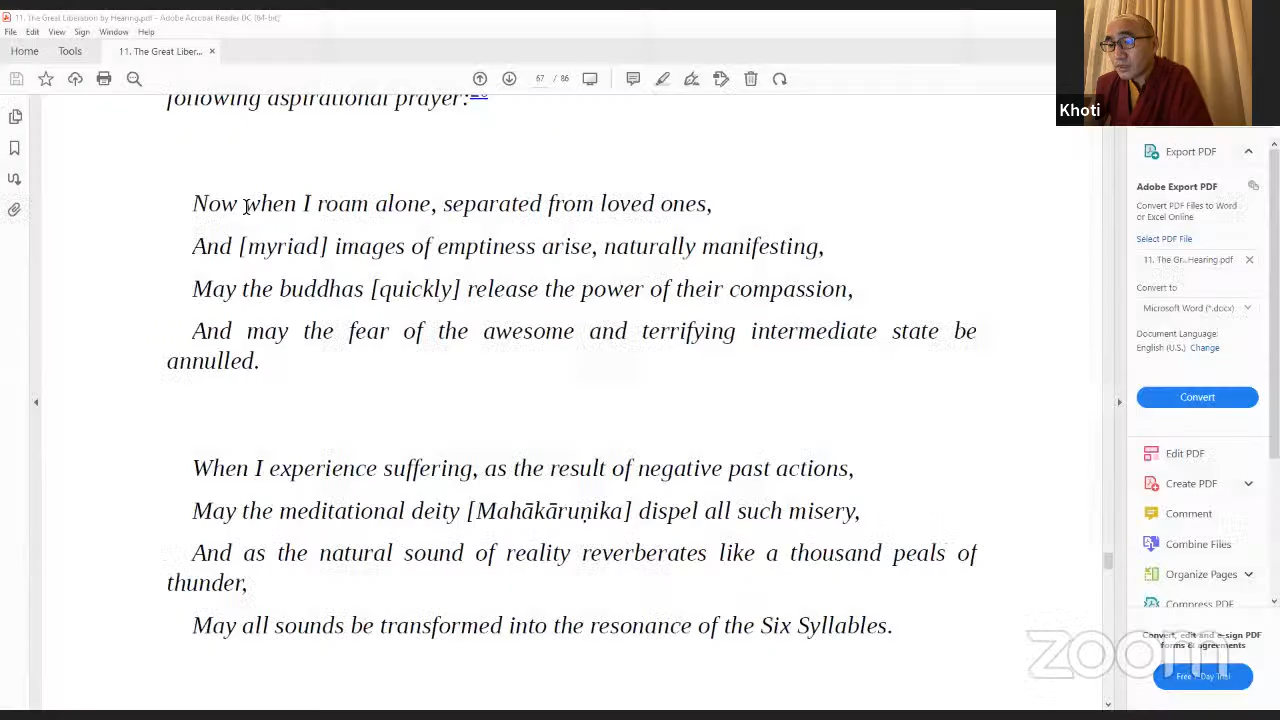 11. The Great Liberation by Hearing.pdf - Adobe Acrobat Reader DC (64-bit)
File Edit View Sign Window Help
Home Tools 11. The Great Liber... ×
67 / 86
Khoti
following aspirational prayer:
Now when I roam alone, separated from loved ones,
And [myriad] images of emptiness arise, naturally manifesting,
May the buddhas [quickly] release the power of their compassion,
And may the fear of the awesome and terrifying intermediate state be
annulled.
When I experience suffering, as the result of negative past actions,
May the meditational deity [Mahākāruṇika] dispel all such misery,
And as the natural sound of reality reverberates like a thousand peals of
thunder,
May all sounds be transformed into the resonance of the Six Syllables.
Export PDF
Adobe Export PDF
Convert PDF Files to Word
or Excel Online
Select PDF File
11. The Gr...Hearing.pdf
Convert to
Microsoft Word (*.docx)
Document Language:
English (U.S.) Change
Convert
Edit PDF
Create PDF
Comment
Combine Files
Organize Pages
Compress PDF
Convert, edit and e-sign PDF
forms & agreements
Free 7-Day Trial
zoom